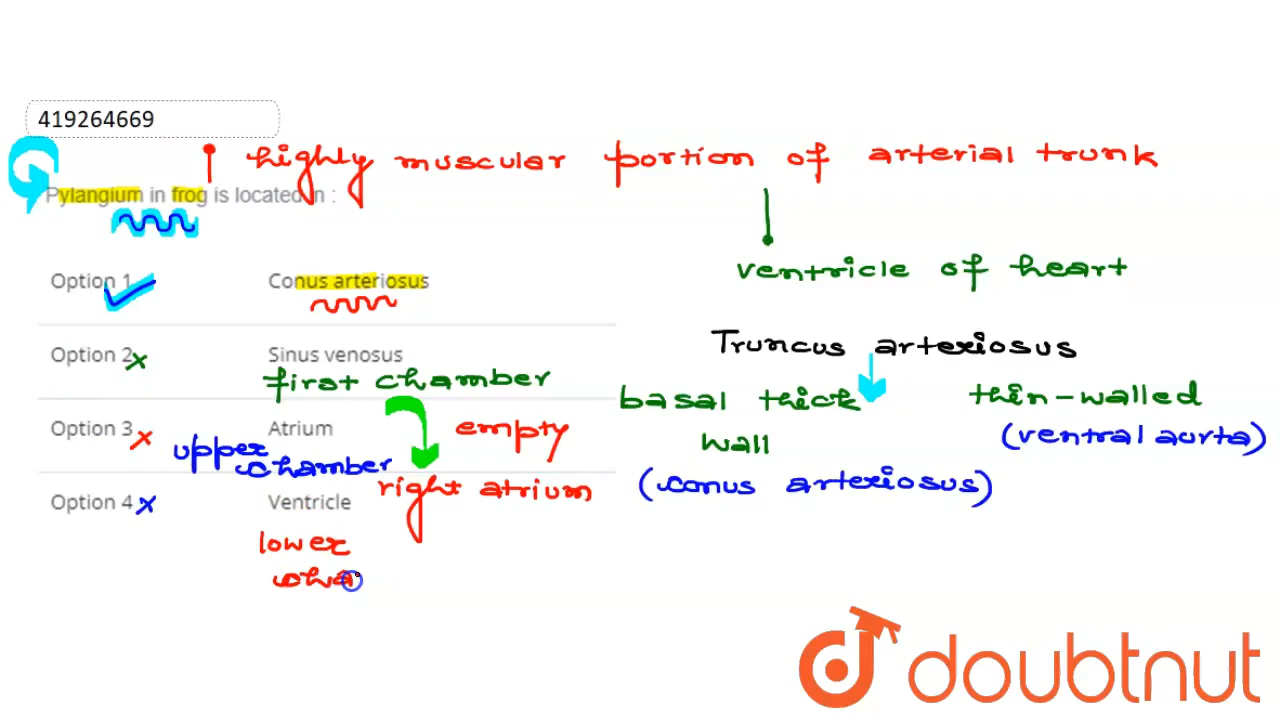 419264669
highly muscular portion of arterial trunk
Pylangium in frog is located in :
ventricle of heart
Option 1 Conus arteriosus
Truncus arteriosus
Option 2 Sinus venosus
first chamber
basal thick wall
thin-walled
(ventral aorta)
(conus arteriosus)
Option 3 Atrium
upper chamber
empty
right atrium
Option 4 Ventricle
lower
cha
doubtnut